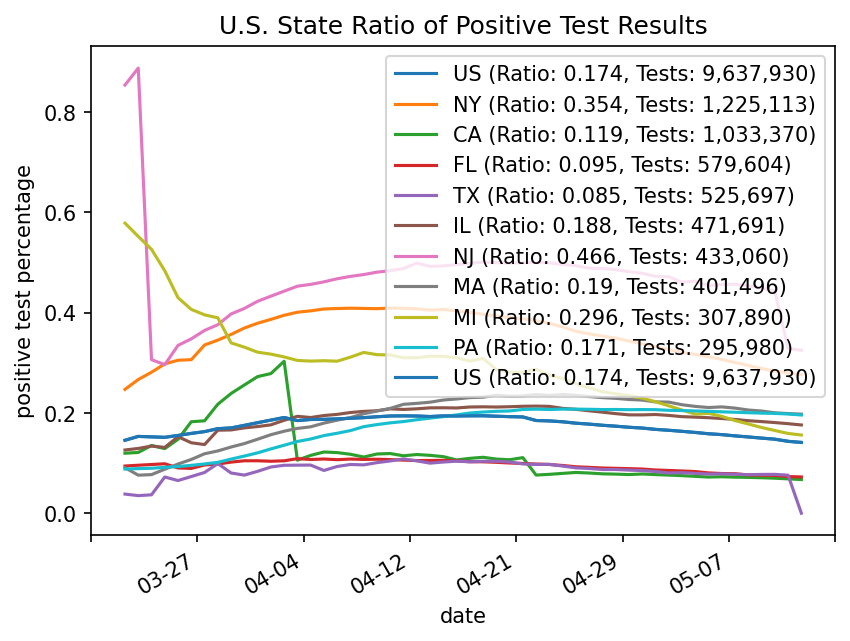 U.S. State Ratio of Positive Test Results
US (Ratio: 0.174, Tests: 9,637,930)
NY (Ratio: 0.354, Tests: 1,225,113)
CA (Ratio: 0.119, Tests: 1,033,370)
FL (Ratio: 0.095, Tests: 579,604)
TX (Ratio: 0.085, Tests: 525,697)
IL (Ratio: 0.188, Tests: 471,691)
NJ (Ratio: 0.466, Tests: 433,060)
MA (Ratio: 0.19, Tests: 401,496)
MI (Ratio: 0.296, Tests: 307,890)
PA (Ratio: 0.171, Tests: 295,980)
US (Ratio: 0.174, Tests: 9,637,930)
positive test percentage
0.8
0.6
0.4
0.2
0.0
03-27
04-04
04-12
04-21
04-29
05-07
date